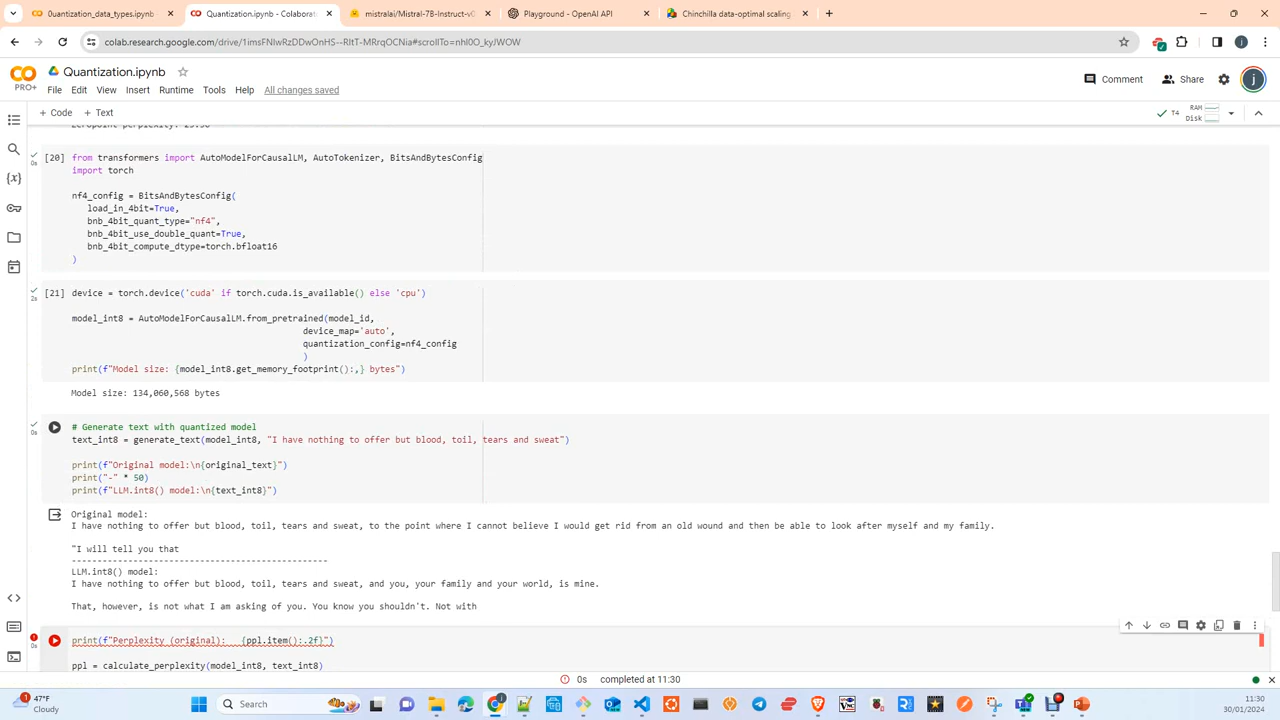 0uantization_data_types.ipynb
Quantization.ipynb - Colaborat
mistralai/Mistral-7B-Instruct-v0
Playground - OpenAI API
Chinchilla data-optimal scaling
Quantization.ipynb
PRO+
File Edit View Insert Runtime Tools Help All changes saved
Comment
Share
j
+ Code + Text
T4
RAM
Disk
[20]
0s
from transformers import AutoModelForCausalLM, AutoTokenizer, BitsAndBytesConfig
import torch
nf4_config = BitsAndBytesConfig(
load_in_4bit=True,
bnb_4bit_quant_type="nf4",
bnb_4bit_use_double_quant=True,
bnb_4bit_compute_dtype=torch.bfloat16
)
[21]
2s
device = torch.device('cuda' if torch.cuda.is_available() else 'cpu')
model_int8 = AutoModelForCausalLM.from_pretrained(model_id,
device_map='auto',
quantization_config=nf4_config
)
print(f"Model size: {model_int8.get_memory_footprint():,} bytes")
Model size: 134,060,568 bytes
0s
# Generate text with quantized model
text_int8 = generate_text(model_int8, "I have nothing to offer but blood, toil, tears and sweat")
print(f"Original model:\n{original_text}")
print("-" * 50)
print(f"LLM.int8() model:\n{text_int8}")
Original model:
I have nothing to offer but blood, toil, tears and sweat, to the point where I cannot believe I would get rid from an old wound and then be able to look after myself and my family.
"I will tell you that
--------------------------------------------------
LLM.int8() model:
I have nothing to offer but blood, toil, tears and sweat, and you, your family and your world, is mine.
That, however, is not what I am asking of you. You know you shouldn't. Not with
0s
print(f"Perplexity (original):   {ppl.item():.2f}")
ppl = calculate_perplexity(model_int8, text_int8)
0s completed at 11:30
47°F
Cloudy
Search
11:30
30/01/2024